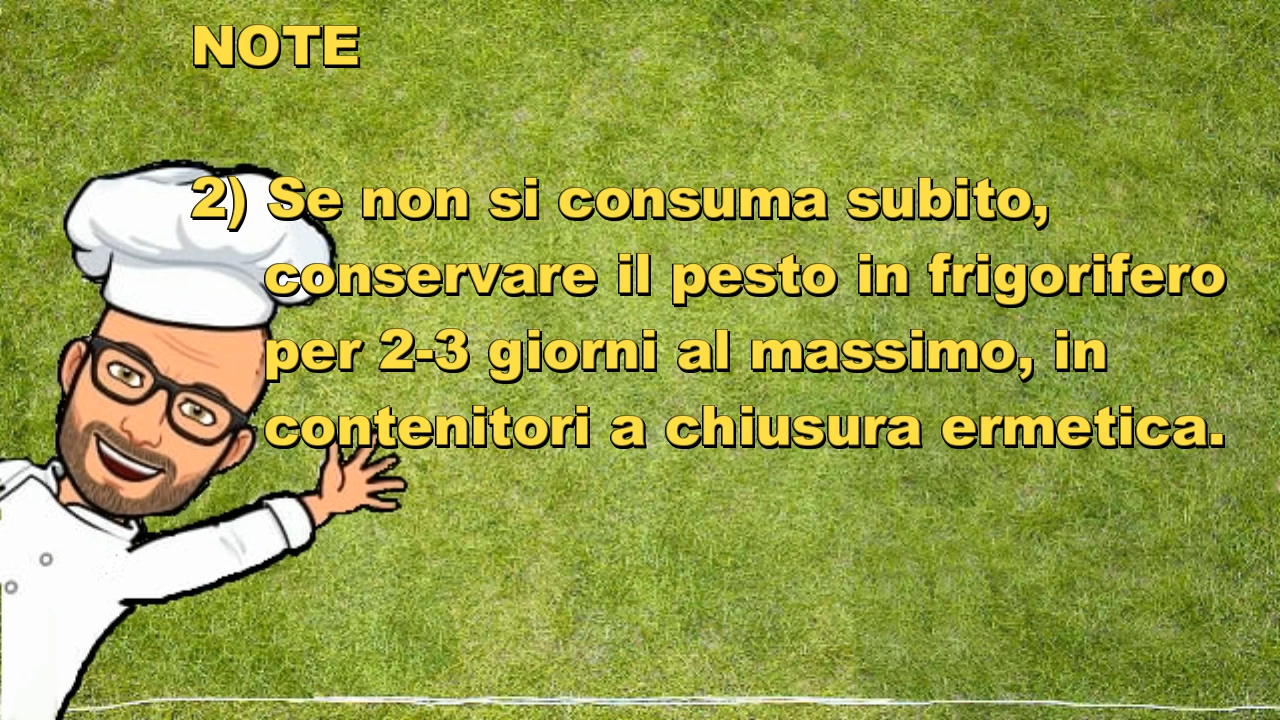 NOTE
2) Se non si consuma subito,
conservare il pesto in frigorifero
per 2-3 giorni al massimo, in
contenitori a chiusura ermetica.